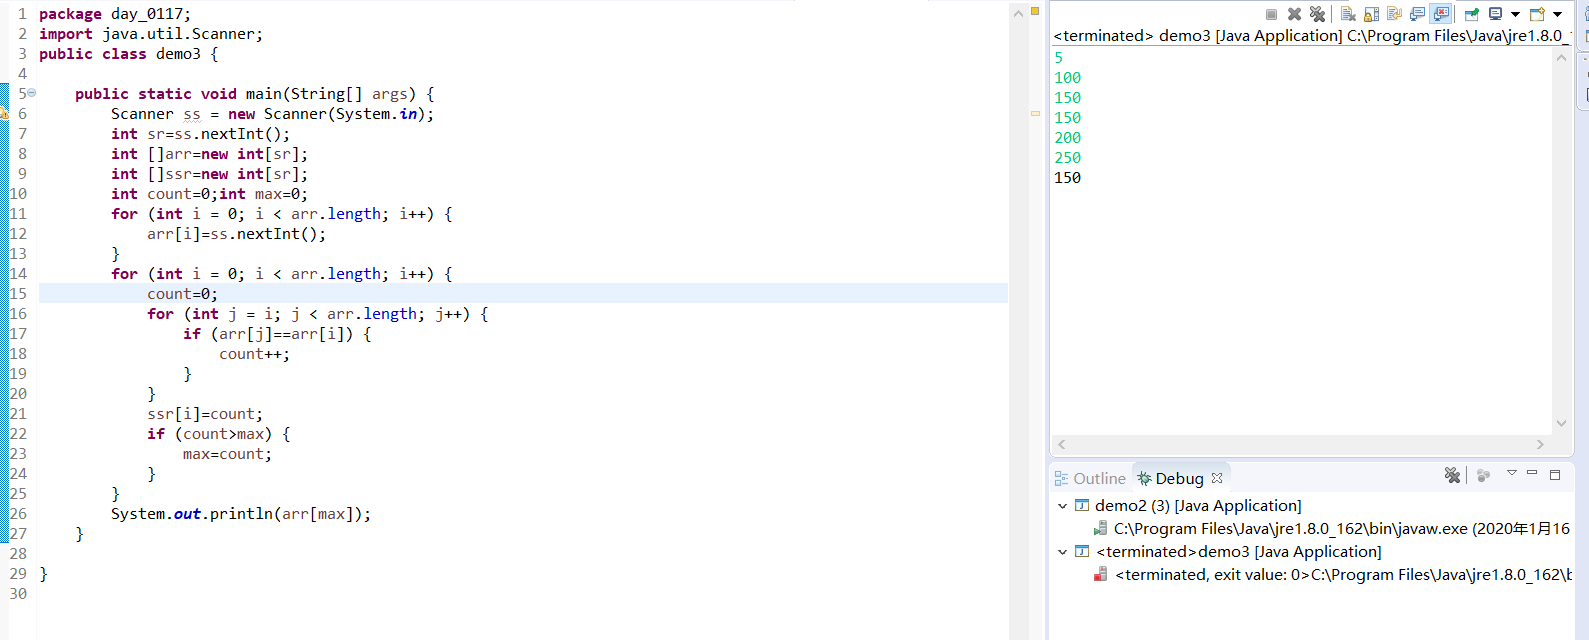 1 package day_0117;
2 import java.util.Scanner;
3 public class demo3 {
4
5     public static void main(String[] args) {
6         Scanner ss = new Scanner(System.in);
7         int sr=ss.nextInt();
8         int []arr=new int[sr];
9         int []ssr=new int[sr];
10         int count=0;int max=0;
11         for (int i = 0; i < arr.length; i++) {
12             arr[i]=ss.nextInt();
13         }
14         for (int i = 0; i < arr.length; i++) {
15             count=0;
16             for (int j = i; j < arr.length; j++) {
17                 if (arr[j]==arr[i]) {
18                     count++;
19                 }
20             }
21             ssr[i]=count;
22             if (count>max) {
23                 max=count;
24             }
25         }
26         System.out.println(arr[max]);
27     }
28
29 }
30
<terminated> demo3 [Java Application] C:\Program Files\Java\jre1.8.0_
5
100
150
150
200
250
150
Outline Debug
demo2 (3) [Java Application]
C:\Program Files\Java\jre1.8.0_162\bin\javaw.exe (2020年1月16
<terminated>demo3 [Java Application]
<terminated, exit value: 0>C:\Program Files\Java\jre1.8.0_162\b